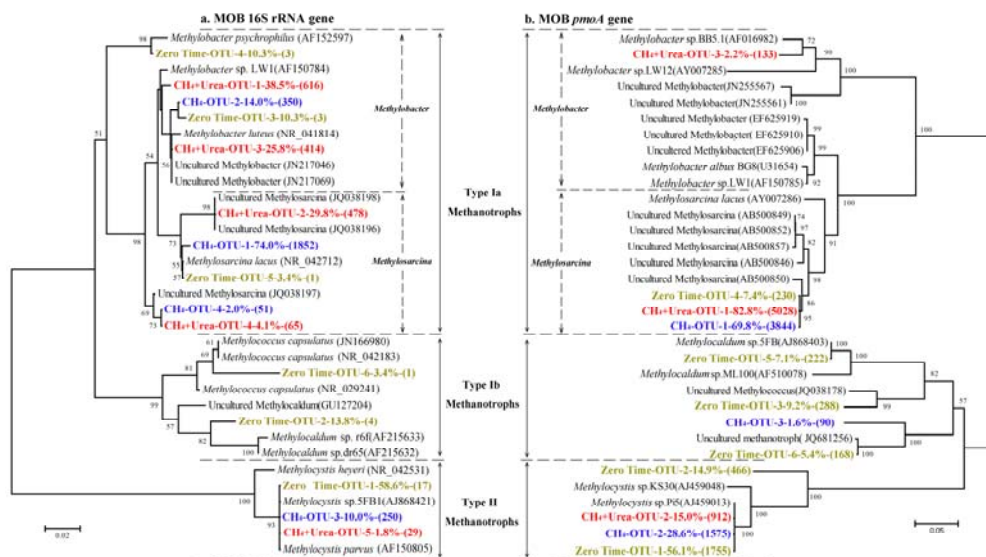 a. MOB 16S rRNA gene
Methylobacter psychrophilus (AF152597)
Zero Time-OTU-4-10.3%-(3)
Methylobacter sp. LW1(AF150784)
CH₄+Urea-OTU-1-38.5%-(616)
CH₄-OTU-2-14.0%-(350)
Zero Time-OTU-3-10.3%-(3)
Methylobacter luteus (NR_041814)
CH₄+Urea-OTU-3-25.8%-(414)
Uncultured Methylobacter (JN217046)
Uncultured Methylobacter (JN217069)
Uncultured Methylosarcina (JQ038198)
CH₄+Urea-OTU-2-29.8%-(478)
Uncultured Methylosarcina (JQ038196)
CH₄-OTU-1-74.0%-(1852)
Methylosarcina lacus (NR_042712)
Zero Time-OTU-5-3.4%-(1)
Uncultured Methylosarcina (JQ038197)
CH₄-OTU-4-2.0%-(51)
CH₄+Urea-OTU-4-4.1%-(65)
Methylococcus capsulatus (JN166980)
Methylococcus capsulatus (NR_042183)
Zero Time-OTU-6-3.4%-(1)
Methylococcus capsulatus (NR_029241)
Uncultured Methylocaldum(GU127204)
Zero Time-OTU-2-13.8%-(4)
Methylocaldum sp. r6f(AF215633)
Methylocaldum sp.dr65(AF215632)
Methylocystis heyeri (NR_042531)
Zero Time-OTU-1-58.6%-(17)
Methylocystis sp.5FB1(AJ868421)
CH₄-OTU-3-10.0%-(250)
CH₄+Urea-OTU-5-1.8%-(29)
Methylocystis parvus (AF150805)
98
51
54
56
98
98
73
55
57
69
73
61
69
81
99
82
100
100
93
0.02
Methylobacter
Methylosarcina
Type Ia
Methanotrophs
Type Ib
Methanotrophs
Type II
Methanotrophs
b. MOB pmoA gene
Methylobacter sp.BB5.1(AF016982)
CH₄+Urea-OTU-3-2.2%-(133)
Methylobacter sp.LW12(AY007285)
Uncultured Methylobacter(JN255567)
Uncultured Methylobacter(JN255561)
Uncultured Methylobacter(EF625919)
Uncultured Methylobacter( EF625910)
Uncultured Methylobacter(EF625906)
Methylobacter albus BG8(U31654)
Methylobacter sp.LW1(AF150785)
Methylosarcina lacus(AY007286)
Uncultured Methylosarcina(AB500849)
Uncultured Methylosarcina(AB500852)
Uncultured Methylosarcina(AB500857)
Uncultured Methylosarcina(AB500846)
Uncultured Methylosarcina(AB500850)
Zero Time-OTU-4-7.4%-(230)
CH₄+Urea-OTU-1-82.8%-(5028)
CH₄-OTU-1-69.8%-(3844)
Methylocaldum sp.5FB(AJ868403)
Zero Time-OTU-5-7.1%-(222)
Methylocaldum sp.ML100(AF510078)
Uncultured Methylococcus(JQ038178)
Zero Time-OTU-3-9.2%-(288)
CH₄-OTU-3-1.6%-(90)
Uncultured methanotroph( JQ681256)
Zero Time-OTU-6-5.4%-(168)
Zero Time-OTU-2-14.9%-(466)
Methylocystis sp.KS30(AJ459048)
Methylocystis sp.Pi5(AJ459013)
CH₄+Urea-OTU-2-15.0%-(912)
CH₄-OTU-2-28.6%-(1575)
Zero Time-OTU-1-56.1%-(1755)
Methylobacter
Methylosarcina
72
99
100
100
100
99
99
92
91
74
97
82
98
86
95
100
100
82
99
57
100
100
100
100
0.05